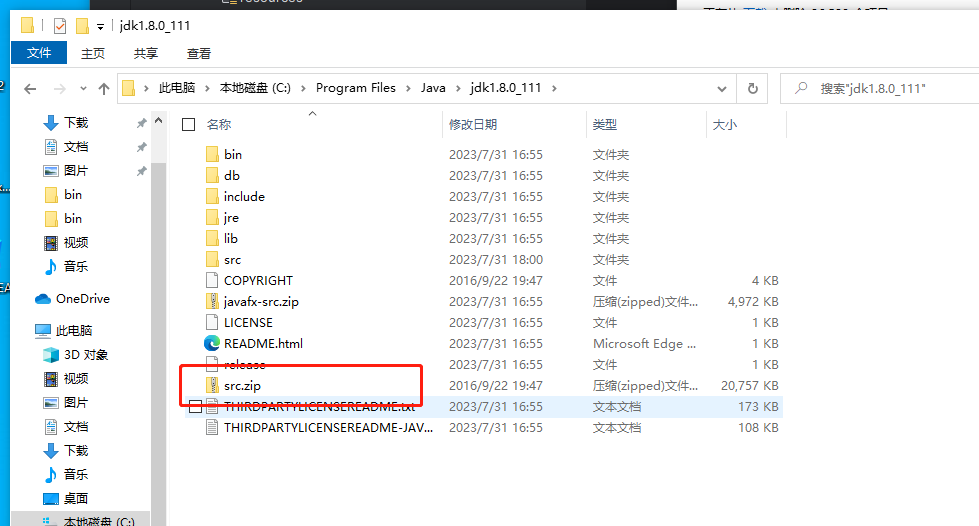 jdk1.8.0_111
文件 主页 共享 查看
此电脑 本地磁盘 (C:) Program Files Java jdk1.8.0_111 搜索"jdk1.8.0_111"
下载
文档
图片
bin
bin
视频
音乐
OneDrive
此电脑
3D 对象
视频
图片
文档
下载
音乐
桌面
本地磁盘 (C:)
名称 修改日期 类型 大小
bin 2023/7/31 16:55 文件夹
db 2023/7/31 16:55 文件夹
include 2023/7/31 16:55 文件夹
jre 2023/7/31 16:55 文件夹
lib 2023/7/31 16:55 文件夹
src 2023/7/31 18:00 文件夹
COPYRIGHT 2016/9/22 19:47 文件 4 KB
javafx-src.zip 2023/7/31 16:55 压缩(zipped)文件... 4,972 KB
LICENSE 2023/7/31 16:55 文件 1 KB
README.html 2023/7/31 16:55 Microsoft Edge ... 1 KB
release 2023/7/31 16:55 文件 1 KB
src.zip 2016/9/22 19:47 压缩(zipped)文件... 20,757 KB
THIRDPARTYLICENSEREADME.txt 2023/7/31 16:55 文本文档 173 KB
THIRDPARTYLICENSEREADME-JAV... 2023/7/31 16:55 文本文档 108 KB